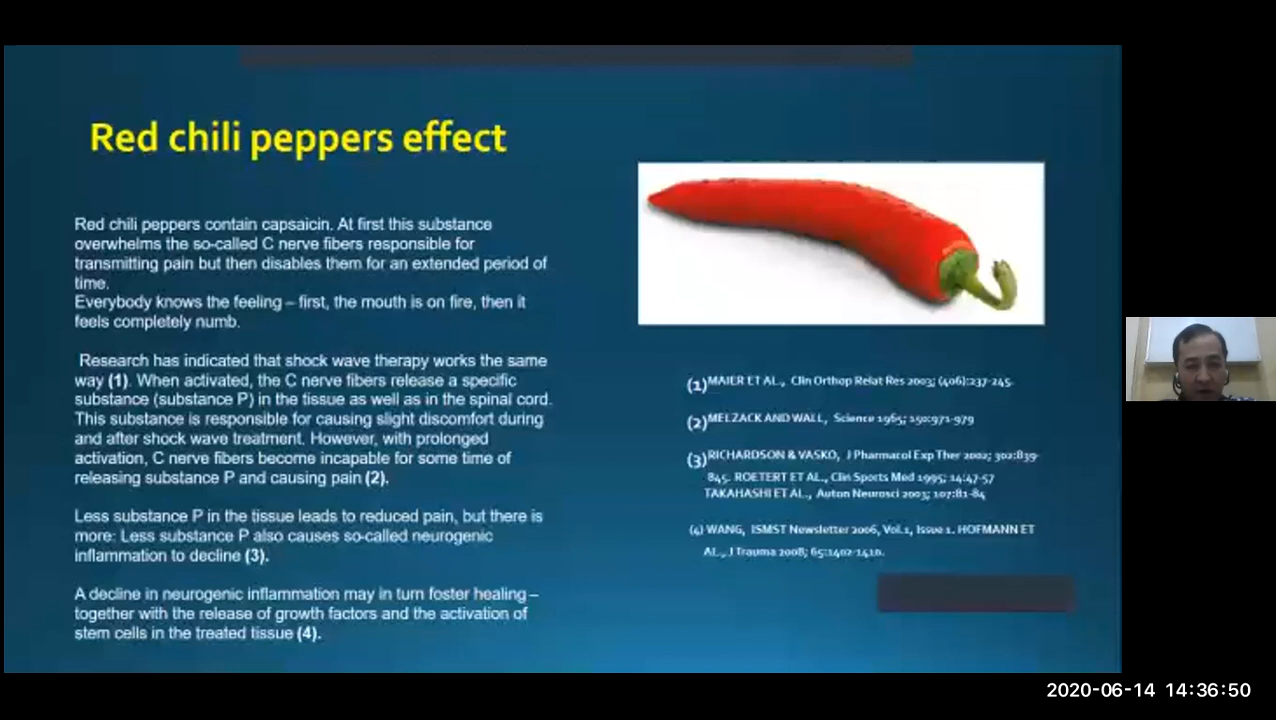 Red chili peppers effect
Red chili peppers contain capsaicin. At first this substance
overwhelms the so-called C nerve fibers responsible for
transmitting pain but then disables them for an extended period of
time.
Everybody knows the feeling – first, the mouth is on fire, then it
feels completely numb.
Research has indicated that shock wave therapy works the same
way (1). When activated, the C nerve fibers release a specific
substance (substance P) in the tissue as well as in the spinal cord.
This substance is responsible for causing slight discomfort during
and after shock wave treatment. However, with prolonged
activation, C nerve fibers become incapable for some time of
releasing substance P and causing pain (2).
Less substance P in the tissue leads to reduced pain, but there is
more: Less substance P also causes so-called neurogenic
inflammation to decline (3).
A decline in neurogenic inflammation may in turn foster healing –
together with the release of growth factors and the activation of
stem cells in the treated tissue (4).
(1) MAIER ET AL., Clin Orthop Relat Res 2003; (406):237-245.
(2) MELZACK AND WALL, Science 1965; 150:971-979
(3) RICHARDSON & VASKO, J Pharmacol Exp Ther 2002; 302:839-
845. ROETERT ET AL., Clin Sports Med 1995; 14:47-57
TAKAHASHI ET AL., Auton Neurosci 2003; 107:81-84
(4) WANG, ISMST Newsletter 2006, Vol.1, Issue 1. HOFMANN ET
AL., J Trauma 2008; 65:1402-1410.
2020-06-14 14:36:50